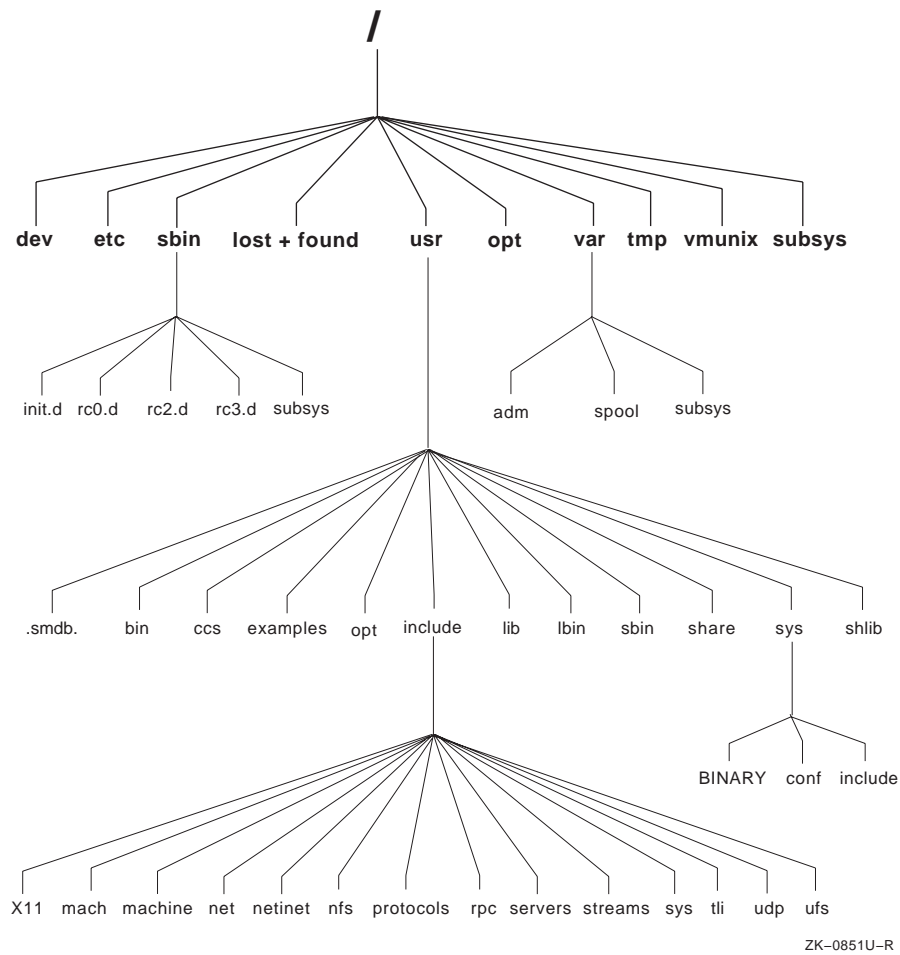 /
dev etc sbin lost + found usr opt var tmp vmunix subsys
init.d rc0.d rc2.d rc3.d subsys
adm spool subsys
.smdb. bin ccs examples opt include lib lbin sbin share sys shlib
BINARY conf include
X11 mach machine net netinet nfs protocols rpc servers streams sys tli udp ufs
ZK−0851U−R